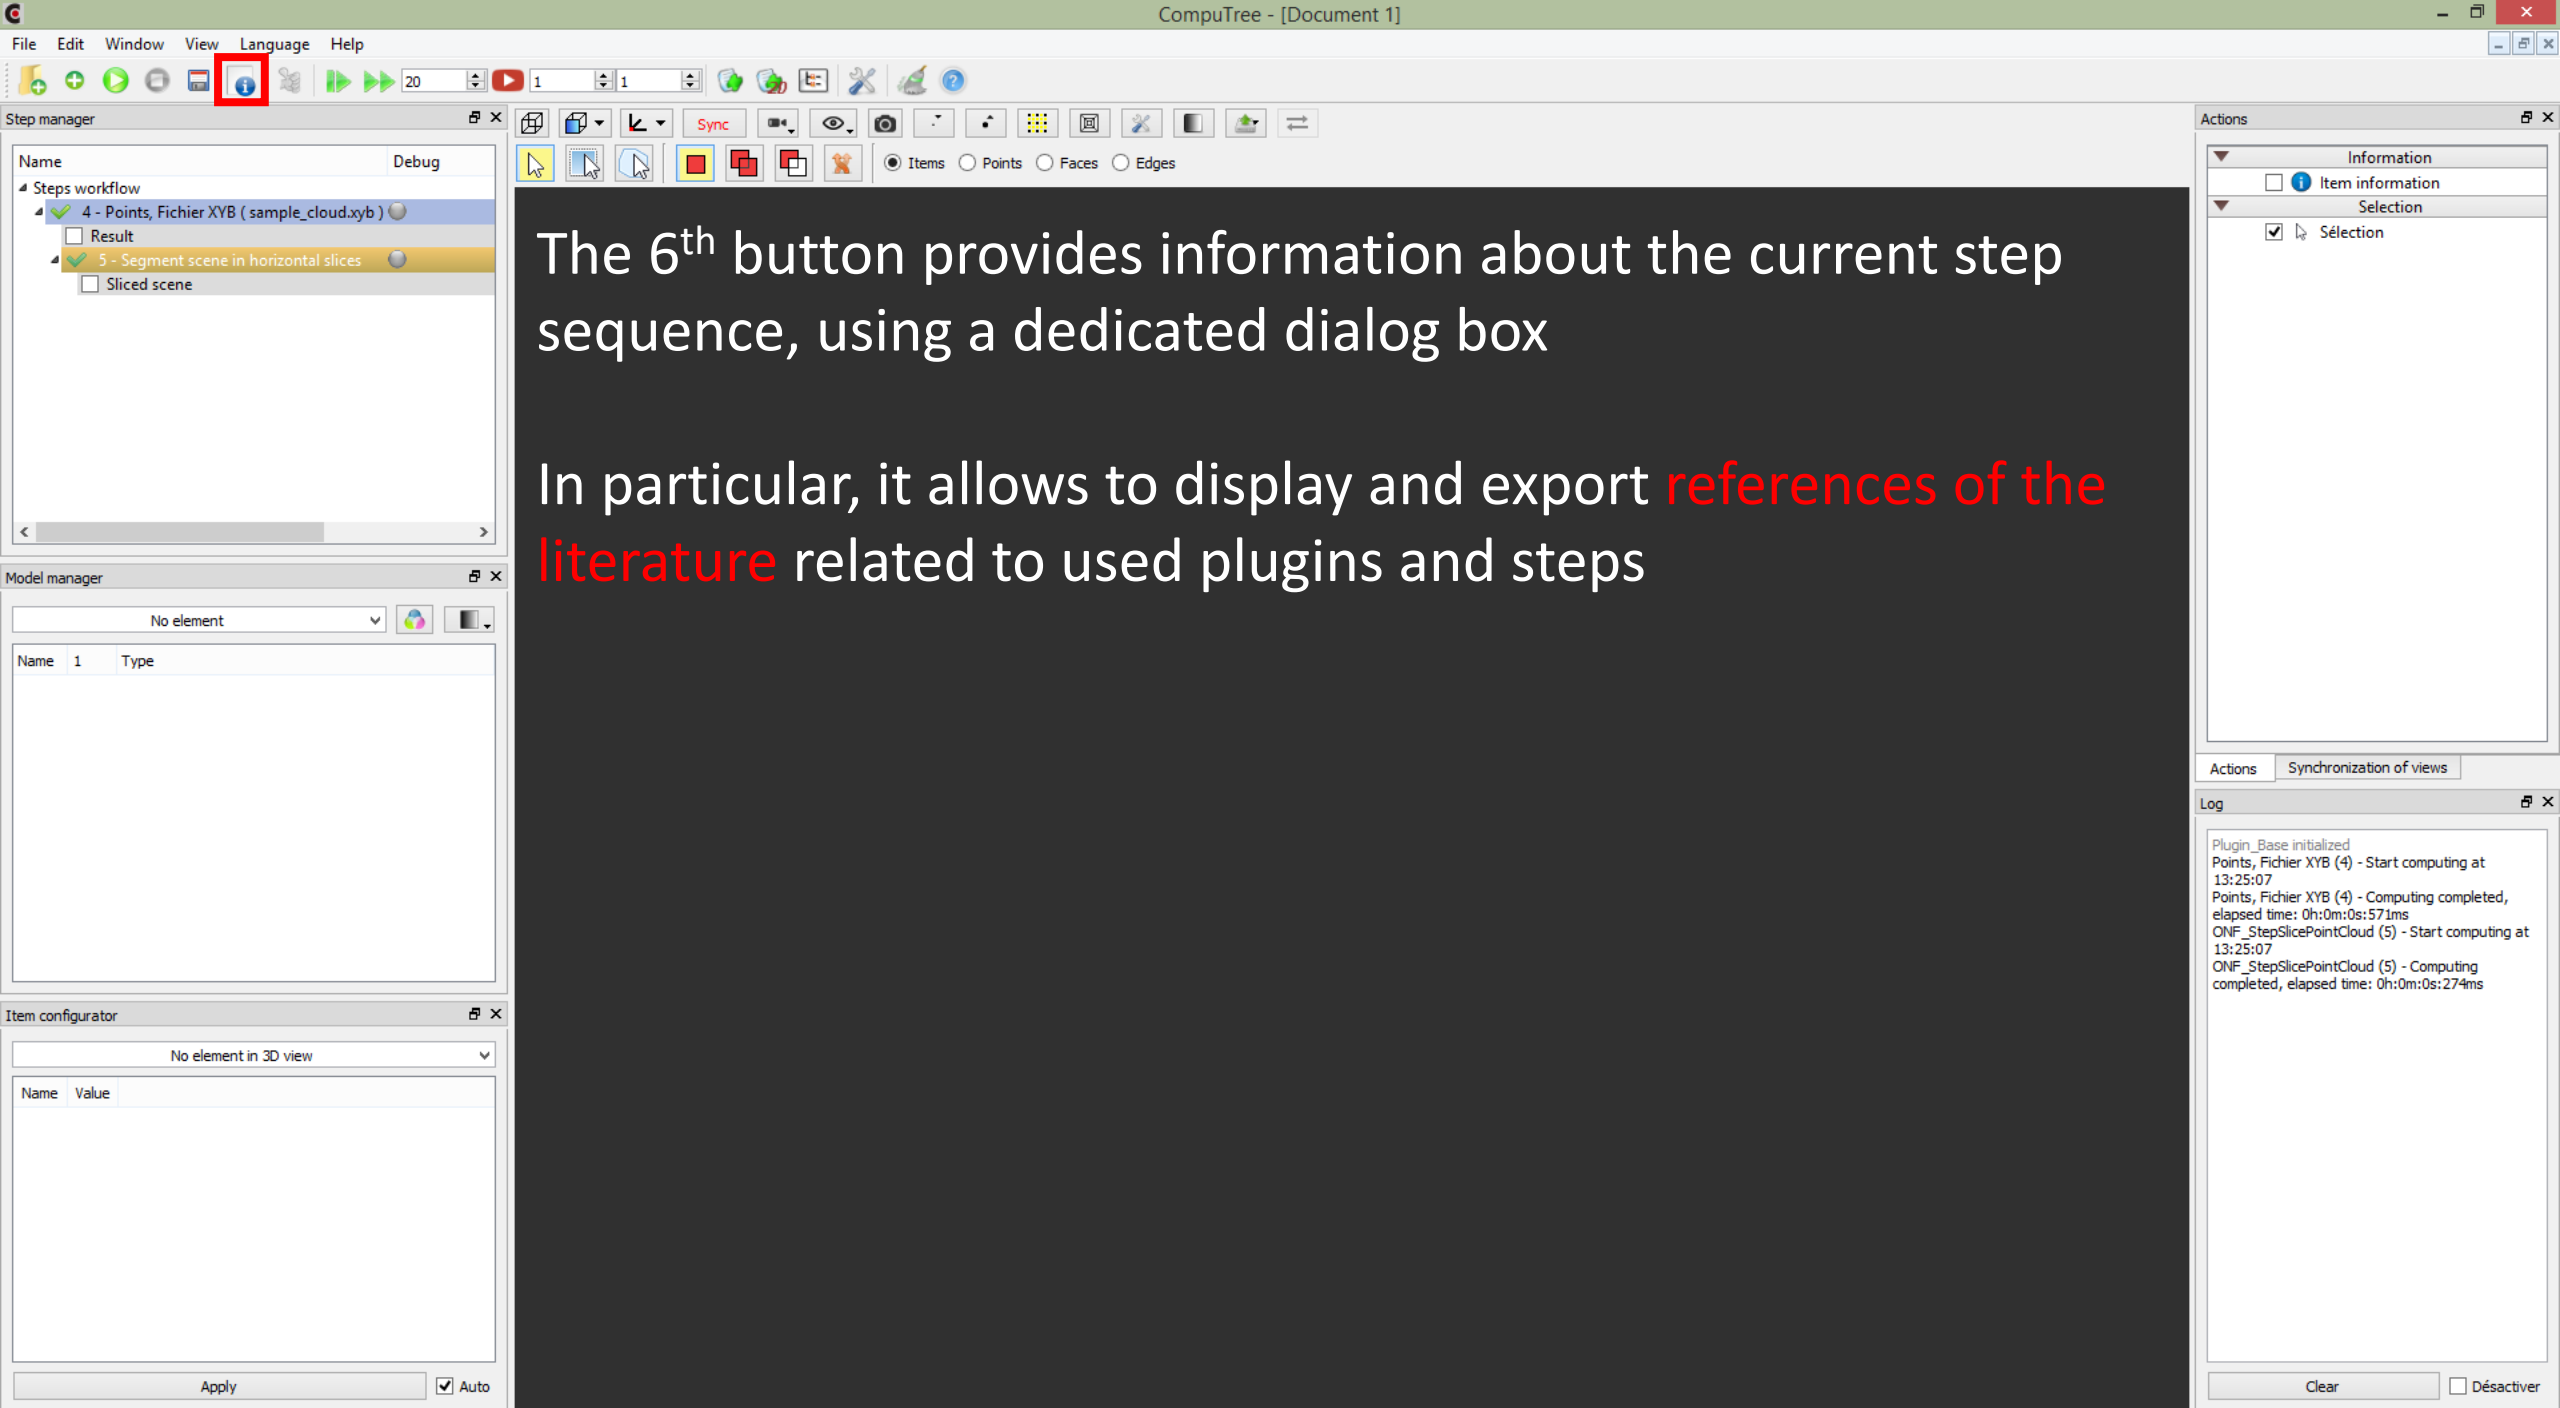 CompuTree - [Document 1]
File Edit Window View Language Help
20 1 1 2D
Step manager
Name Debug
Steps workflow
4 - Points, Fichier XYB ( sample_cloud.xyb )
Result
5 - Segment scene in horizontal slices
Sliced scene
Sync
Items Points Faces Edges
The 6th button provides information about the current step
sequence, using a dedicated dialog box
In particular, it allows to display and export references of the
literature related to used plugins and steps
Model manager
No element
Name 1 Type
Item configurator
No element in 3D view
Name Value
Apply Auto
Actions
Information
Item information
Selection
Sélection
Actions Synchronization of views
Log
Plugin_Base initialized
Points, Fichier XYB (4) - Start computing at
13:25:07
Points, Fichier XYB (4) - Computing completed,
elapsed time: 0h:0m:0s:571ms
ONF_StepSlicePointCloud (5) - Start computing at
13:25:07
ONF_StepSlicePointCloud (5) - Computing
completed, elapsed time: 0h:0m:0s:274ms
Clear Désactiver